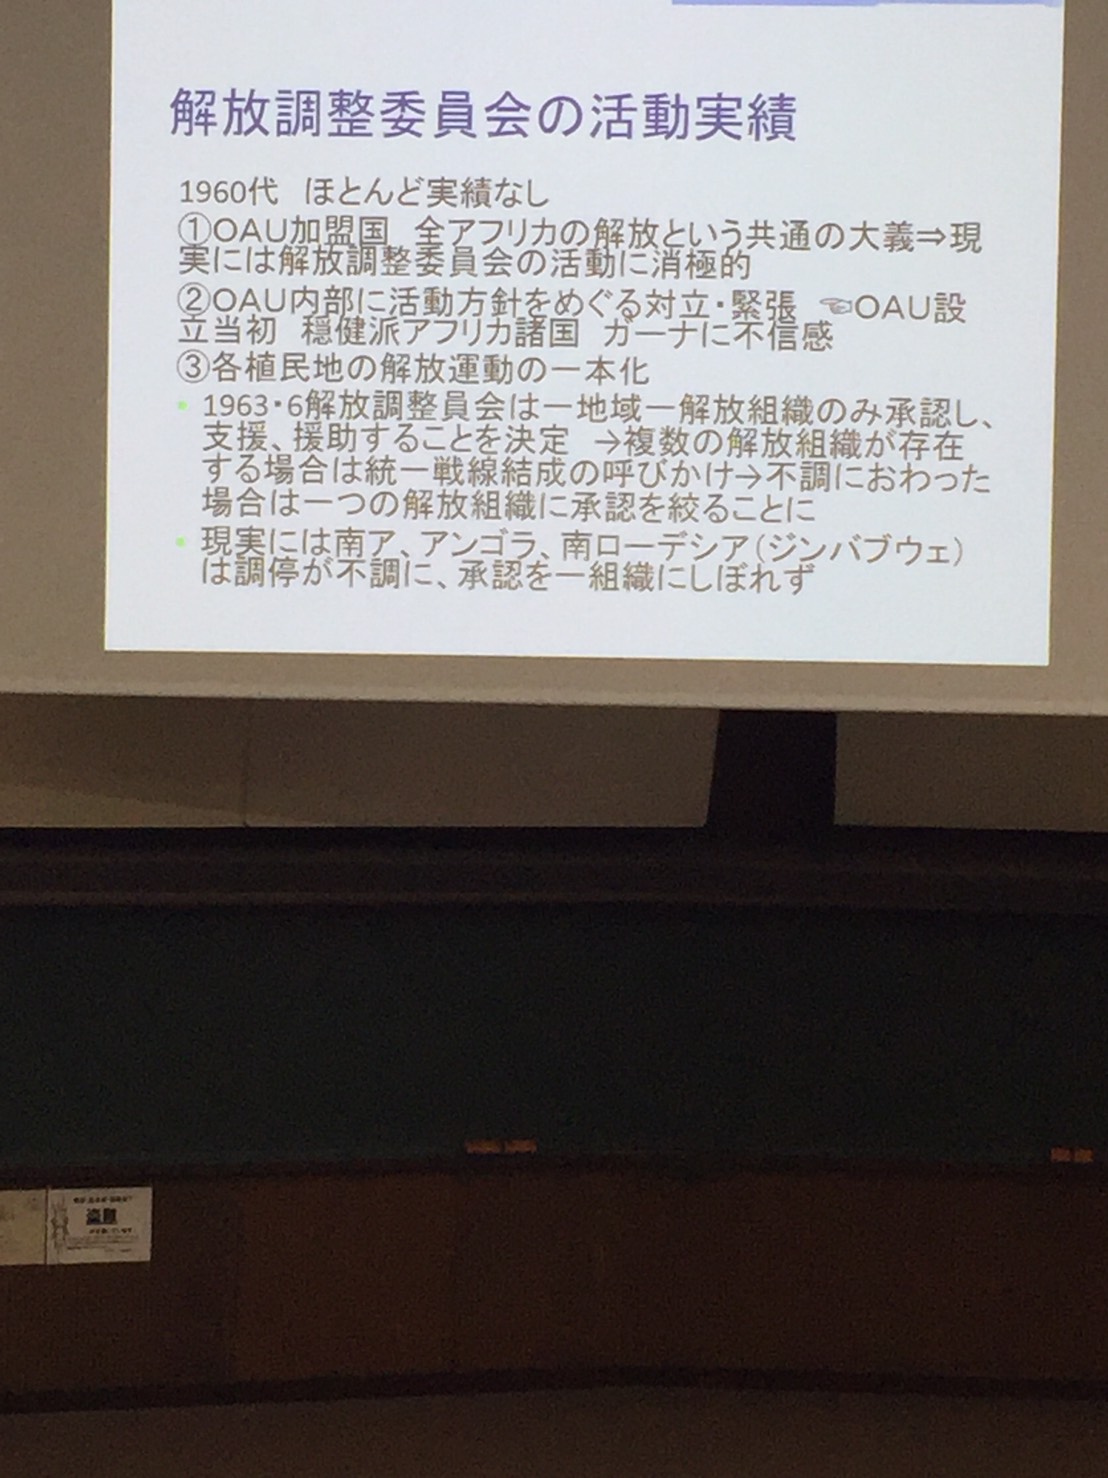 解放調整委員会の活動実績
1960代　ほとんど実績なし
①OAU加盟国　全アフリカの解放という共通の大義⇒現
実には解放調整委員会の活動に消極的
②OAU内部に活動方針をめぐる対立・緊張　☜OAU設
立当初　穏健派アフリカ諸国　ガーナに不信感
③各植民地の解放運動の一本化
• 1963・6解放調整員会は一地域一解放組織のみ承認し、
支援、援助することを決定　→複数の解放組織が存在
する場合は統一戦線結成の呼びかけ→不調におわった
場合は一つの解放組織に承認を絞ることに
• 現実には南ア、アンゴラ、南ローデシア（ジンバブウェ）
は調停が不調に、承認を一組織にしぼれず
盗難